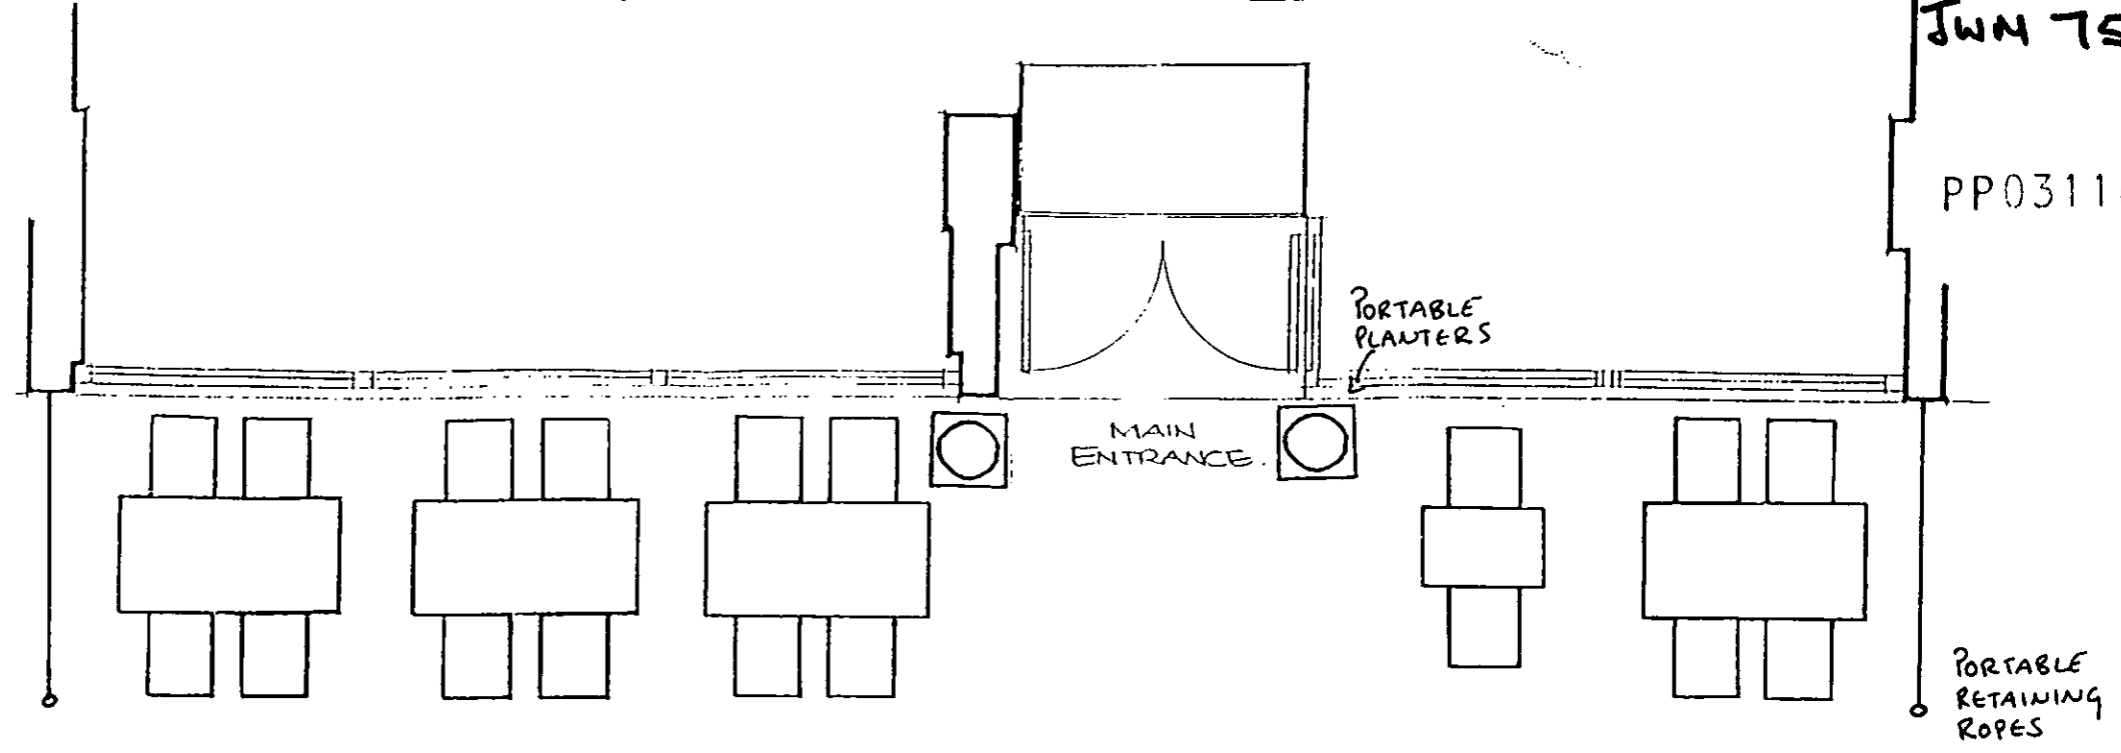 JWM 75
PP0311
PORTABLE
PLANTERS
MAIN
ENTRANCE.
PORTABLE
RETAINING
ROPES